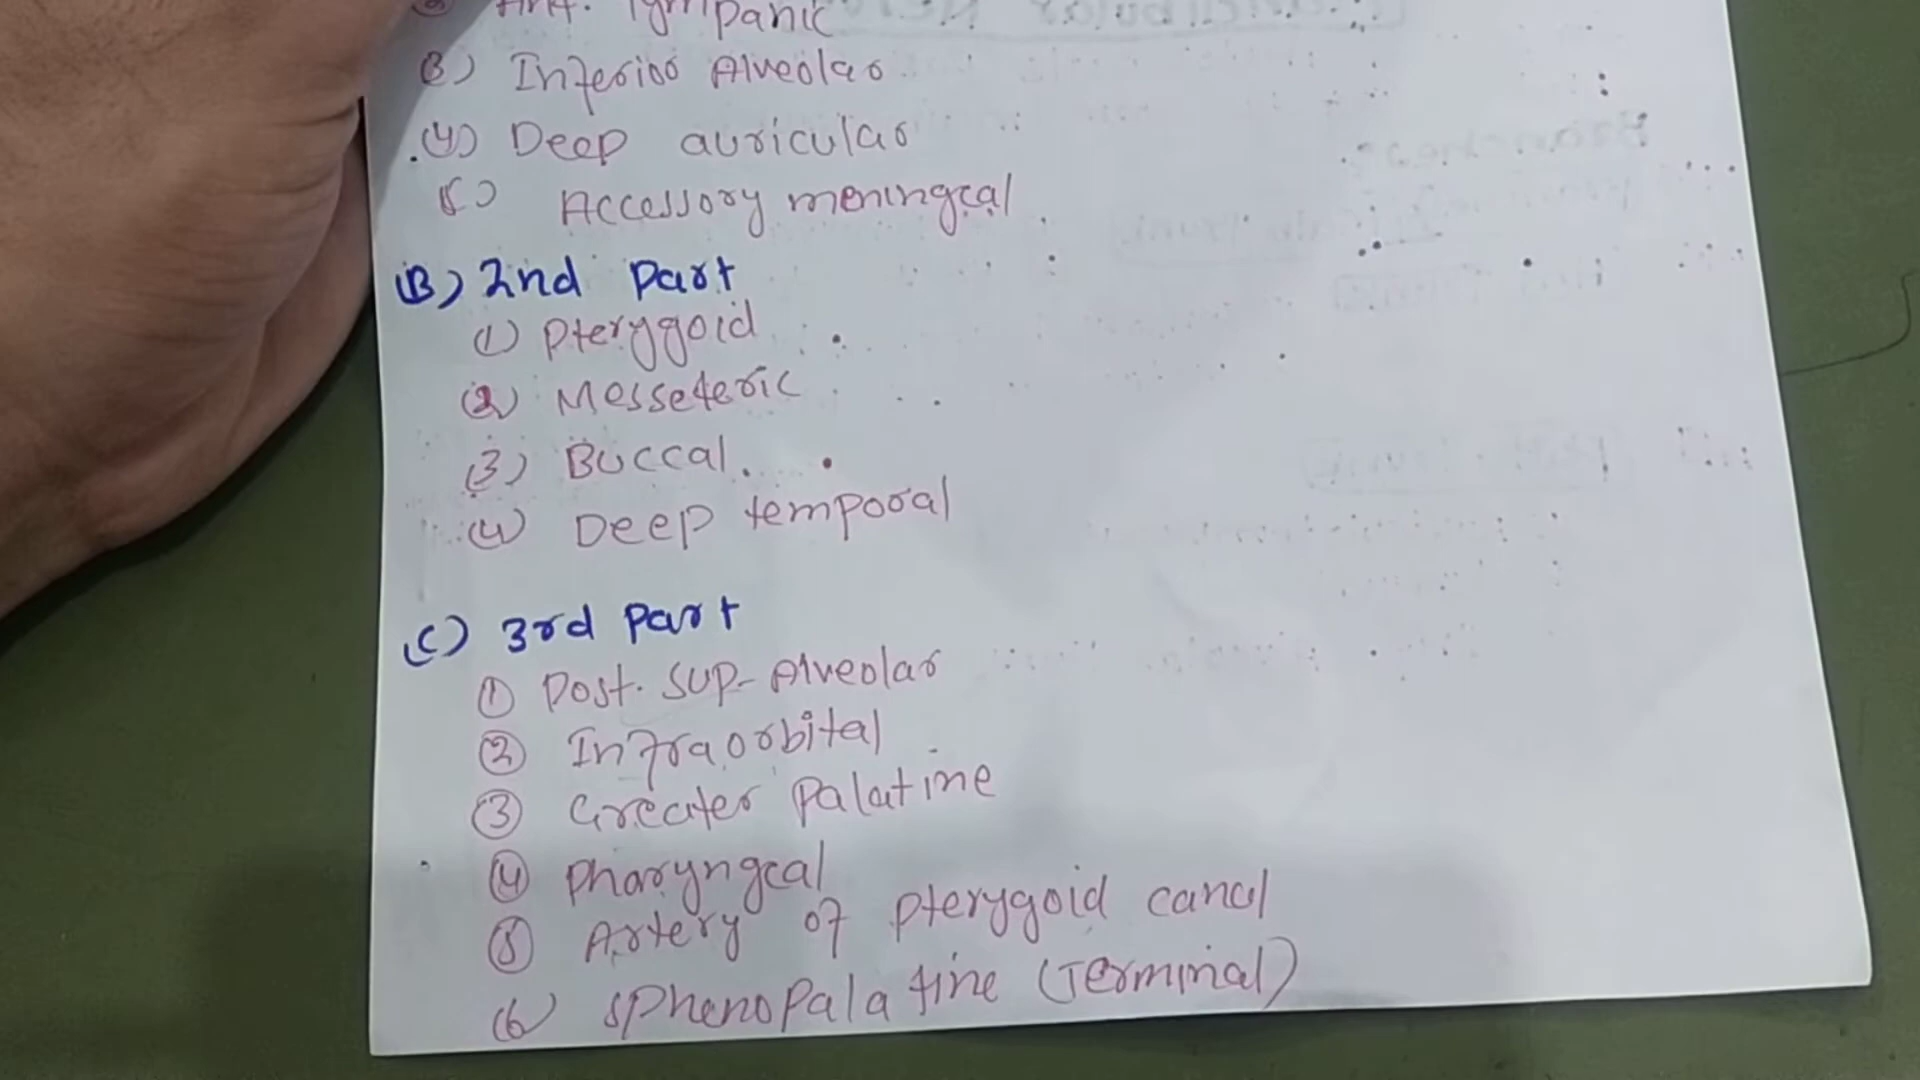 Ant. Tympanic
(3) Inferior Alveolar
(4) Deep auricular
(5) Accessory meningeal
(B) 2nd Part
(1) Pterygoid
(2) Messeteric
(3) Buccal
(4) Deep temporal
(C) 3rd Part
(1) Post. Sup- Alveolar
(2) Infraorbital
(3) Greater Palatine
(4) Pharyngeal
(5) Artery of pterygoid canal
(6) Sphenopalatine (Terminal)